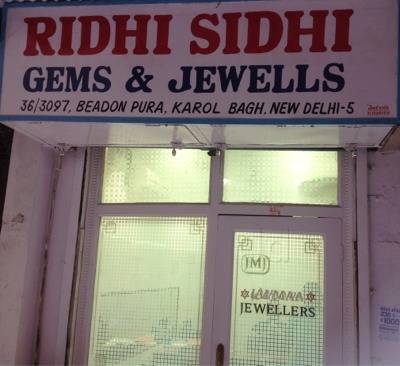 RIDHI SIDHI
GEMS & JEWELLS
36/3097, BEADON PURA, KAROL BAGH, NEW DELHI-5
JMJ
JEWELLERS